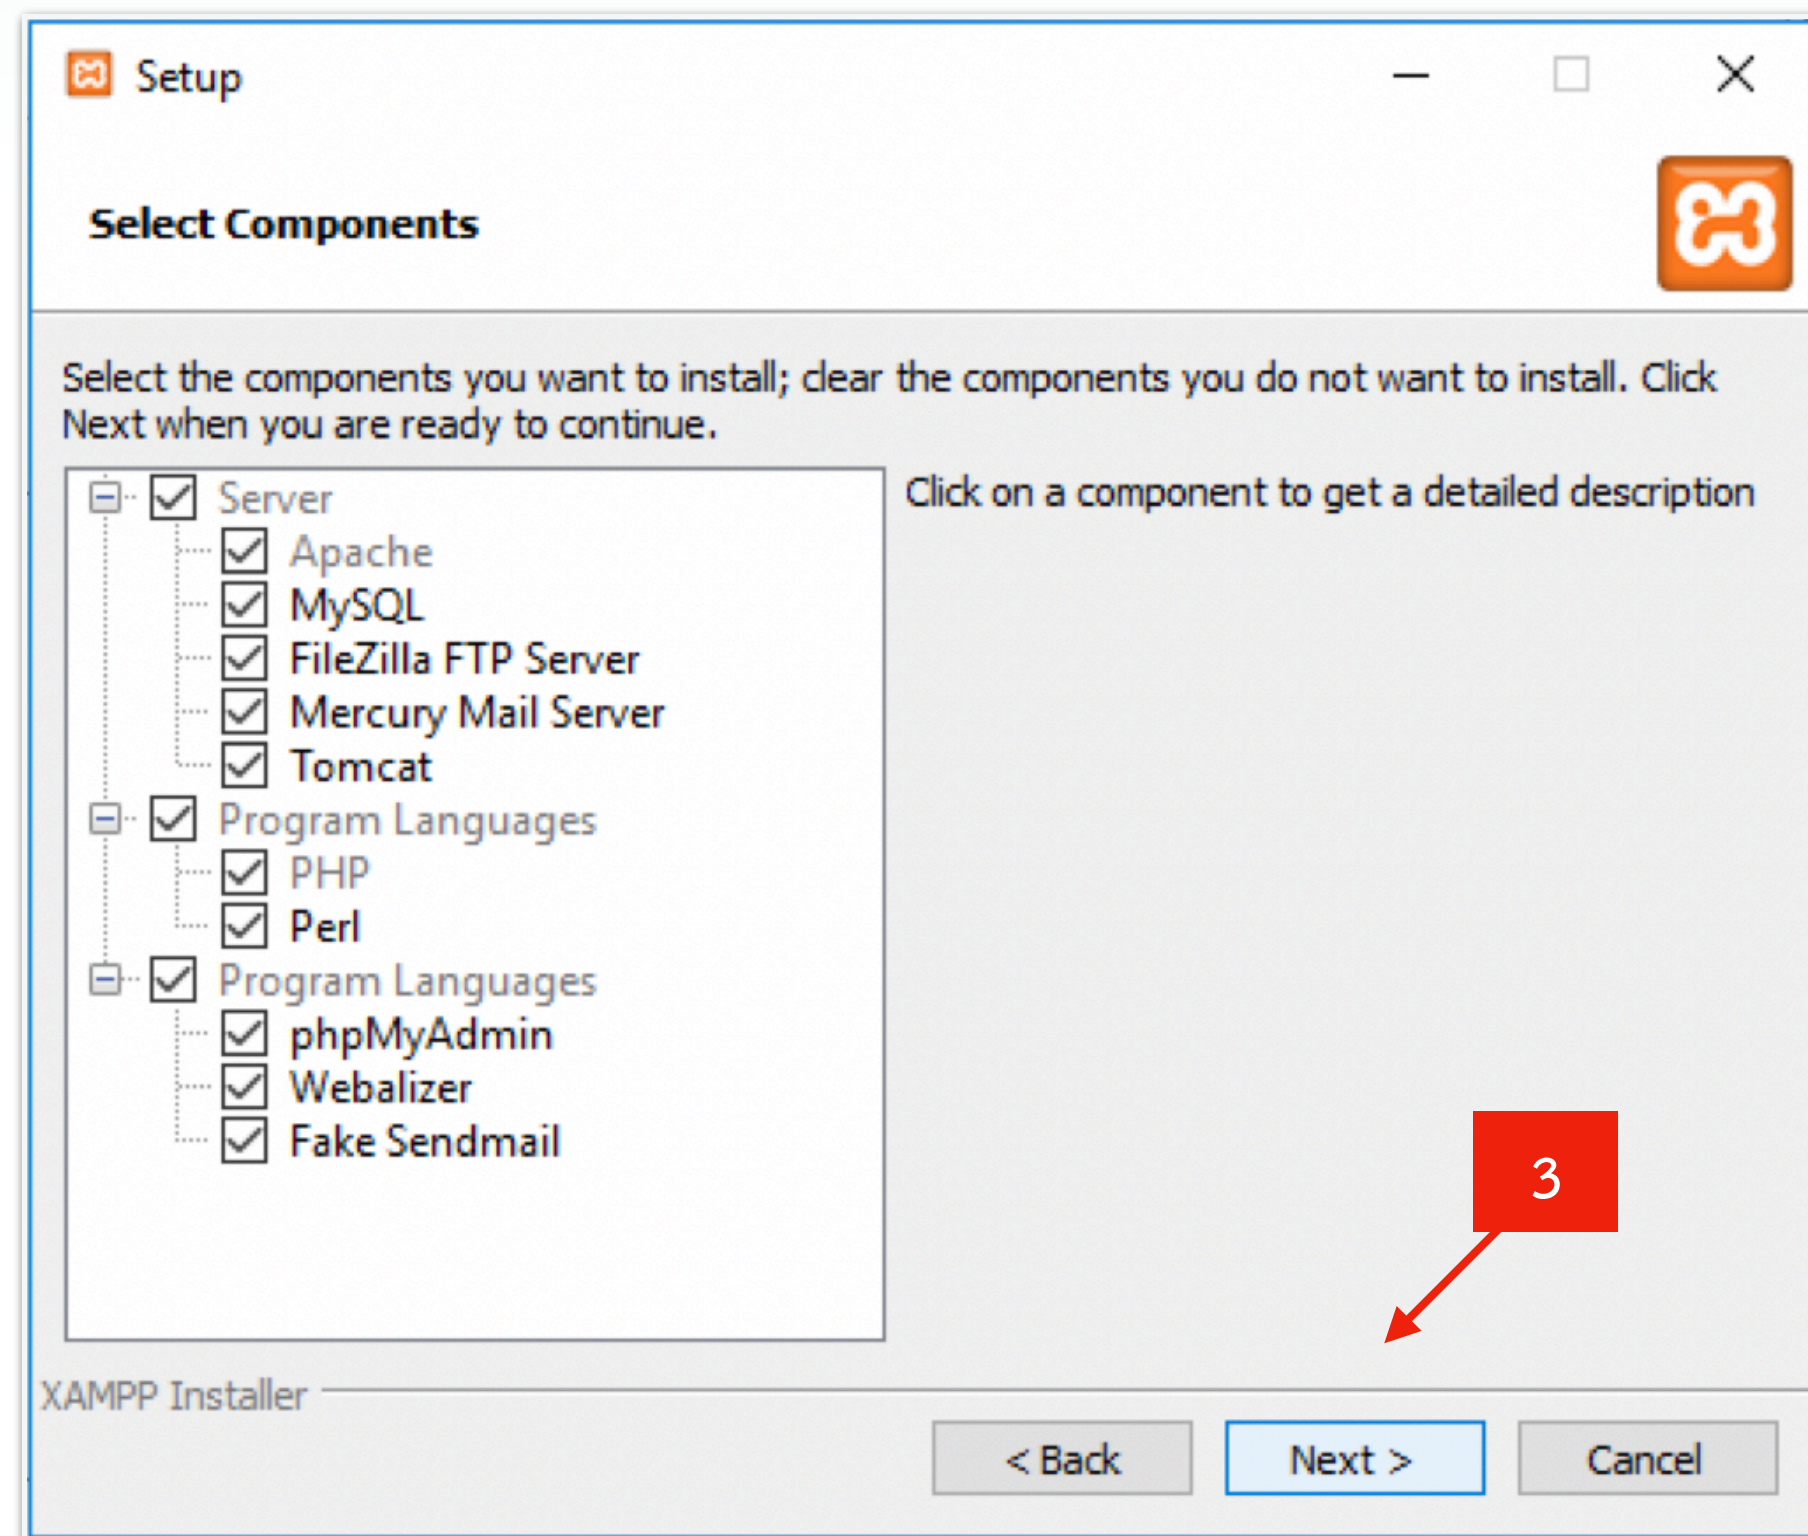 Setup
Select Components
Select the components you want to install; clear the components you do not want to install. Click
Next when you are ready to continue.
Server
Apache
MySQL
FileZilla FTP Server
Mercury Mail Server
Tomcat
Program Languages
PHP
Perl
Program Languages
phpMyAdmin
Webalizer
Fake Sendmail
Click on a component to get a detailed description
3
XAMPP Installer
< Back
Next >
Cancel